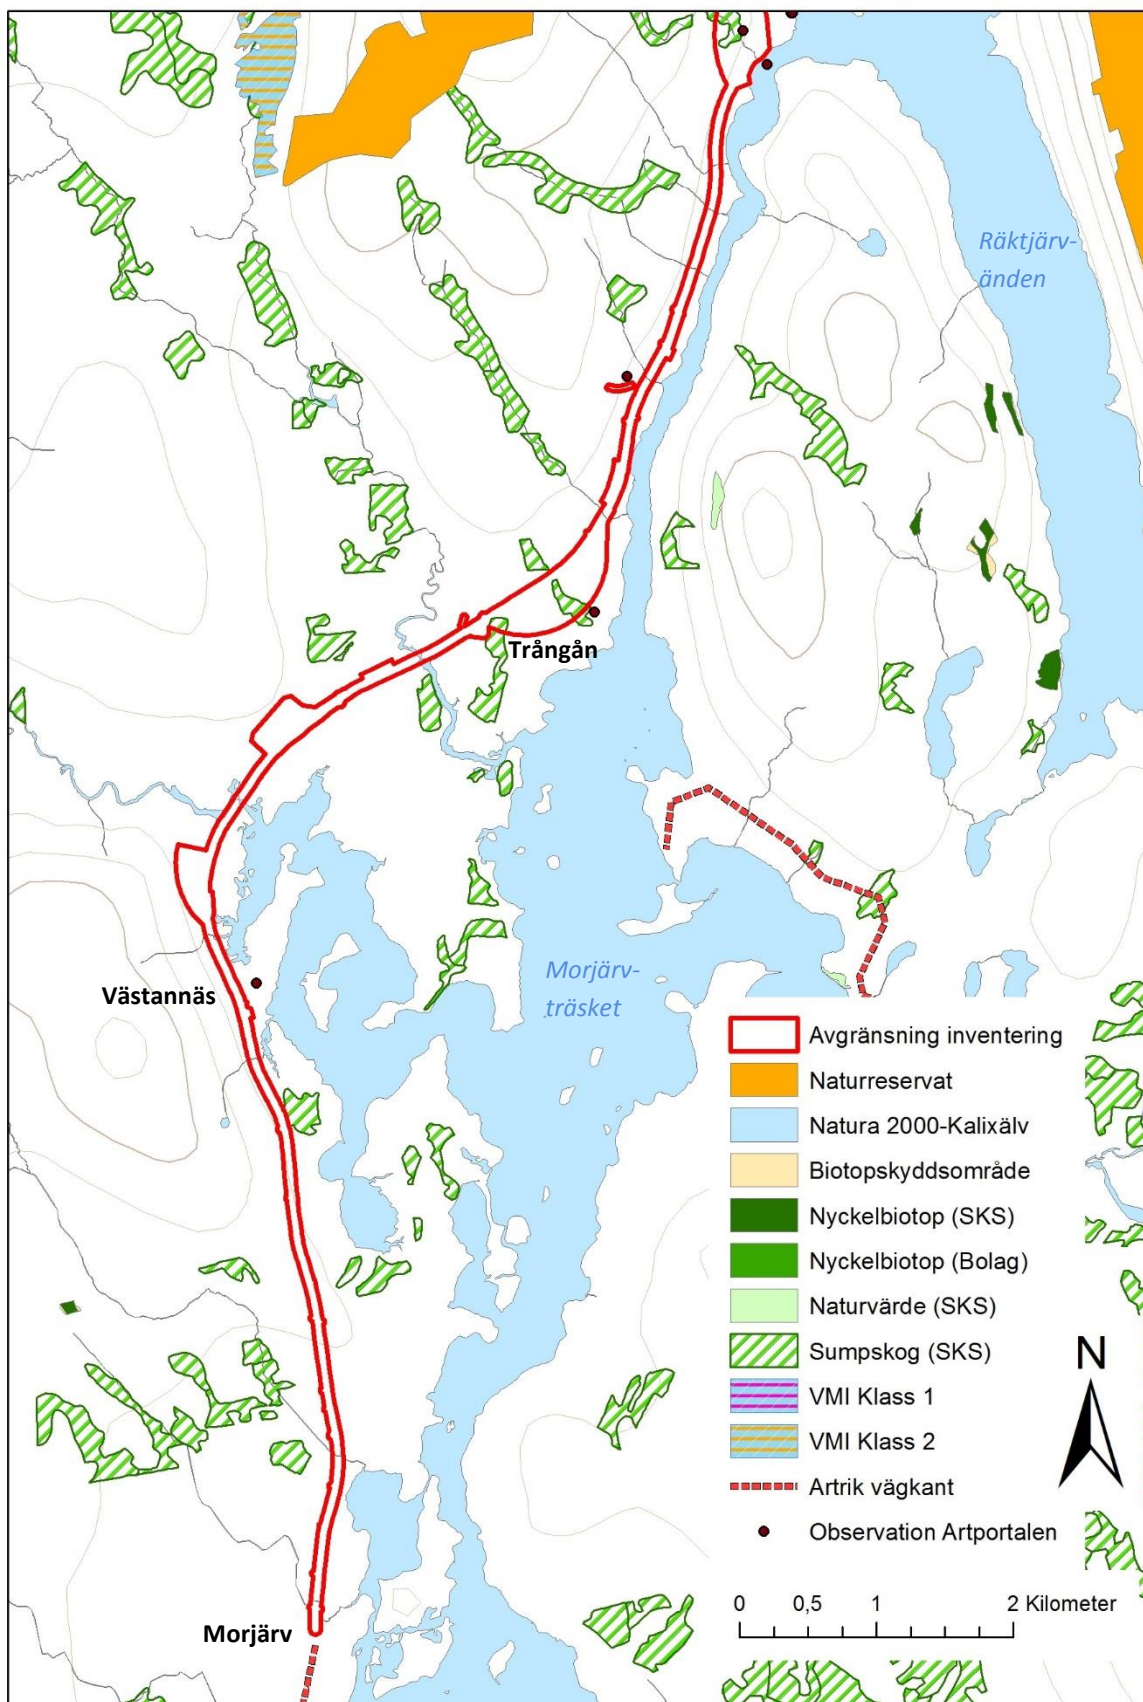 Räktjärv-
änden
Trångån
Västannäs
Morjärv-
träsket
Avgränsning inventering
Naturreservat
Natura 2000-Kalixälv
Biotopskyddsområde
Nyckelbiotop (SKS)
Nyckelbiotop (Bolag)
Naturvärde (SKS)
Sumpskog (SKS)
VMI Klass 1
VMI Klass 2
Artrik vägkant
Observation Artportalen
N
0 0,5 1 2 Kilometer
Morjärv